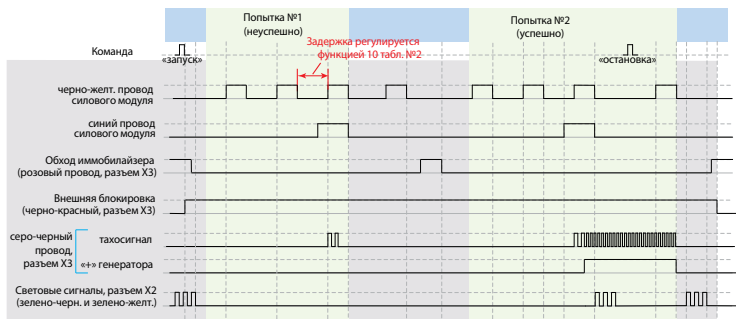 Попытка №1
(неуспешно)
Попытка №2
(успешно)
Задержка регулируется
функцией 10 табл. №2
Команда
«запуск»
«остановка»
черно-желт. провод
силового модуля
синий провод
силового модуля
Обход иммобилайзера
(розовый провод, разъем X3)
Внешняя блокировка
(черно-красный, разъем X3)
серо-черный
провод,
разъем X3
тахосигнал
«+» генератора
Световые сигналы, разъем X2
(зелено-черн. и зелено-желт.)